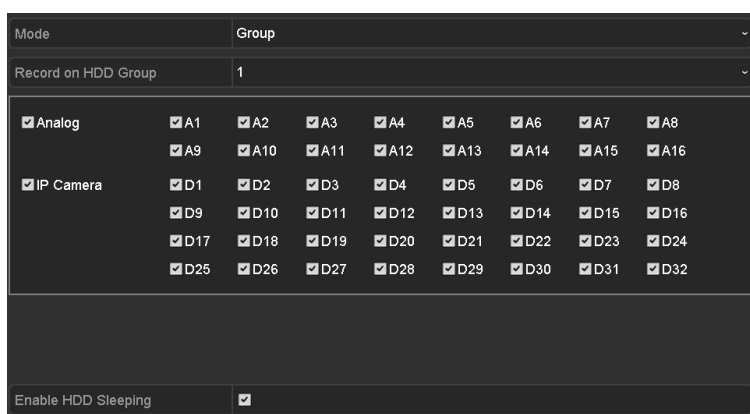 Mode Group
Record on HDD Group 1
Analog A1 A2 A3 A4 A5 A6 A7 A8
A9 A10 A11 A12 A13 A14 A15 A16
IP Camera D1 D2 D3 D4 D5 D6 D7 D8
D9 D10 D11 D12 D13 D14 D15 D16
D17 D18 D19 D20 D21 D22 D23 D24
D25 D26 D27 D28 D29 D30 D31 D32
Enable HDD Sleeping